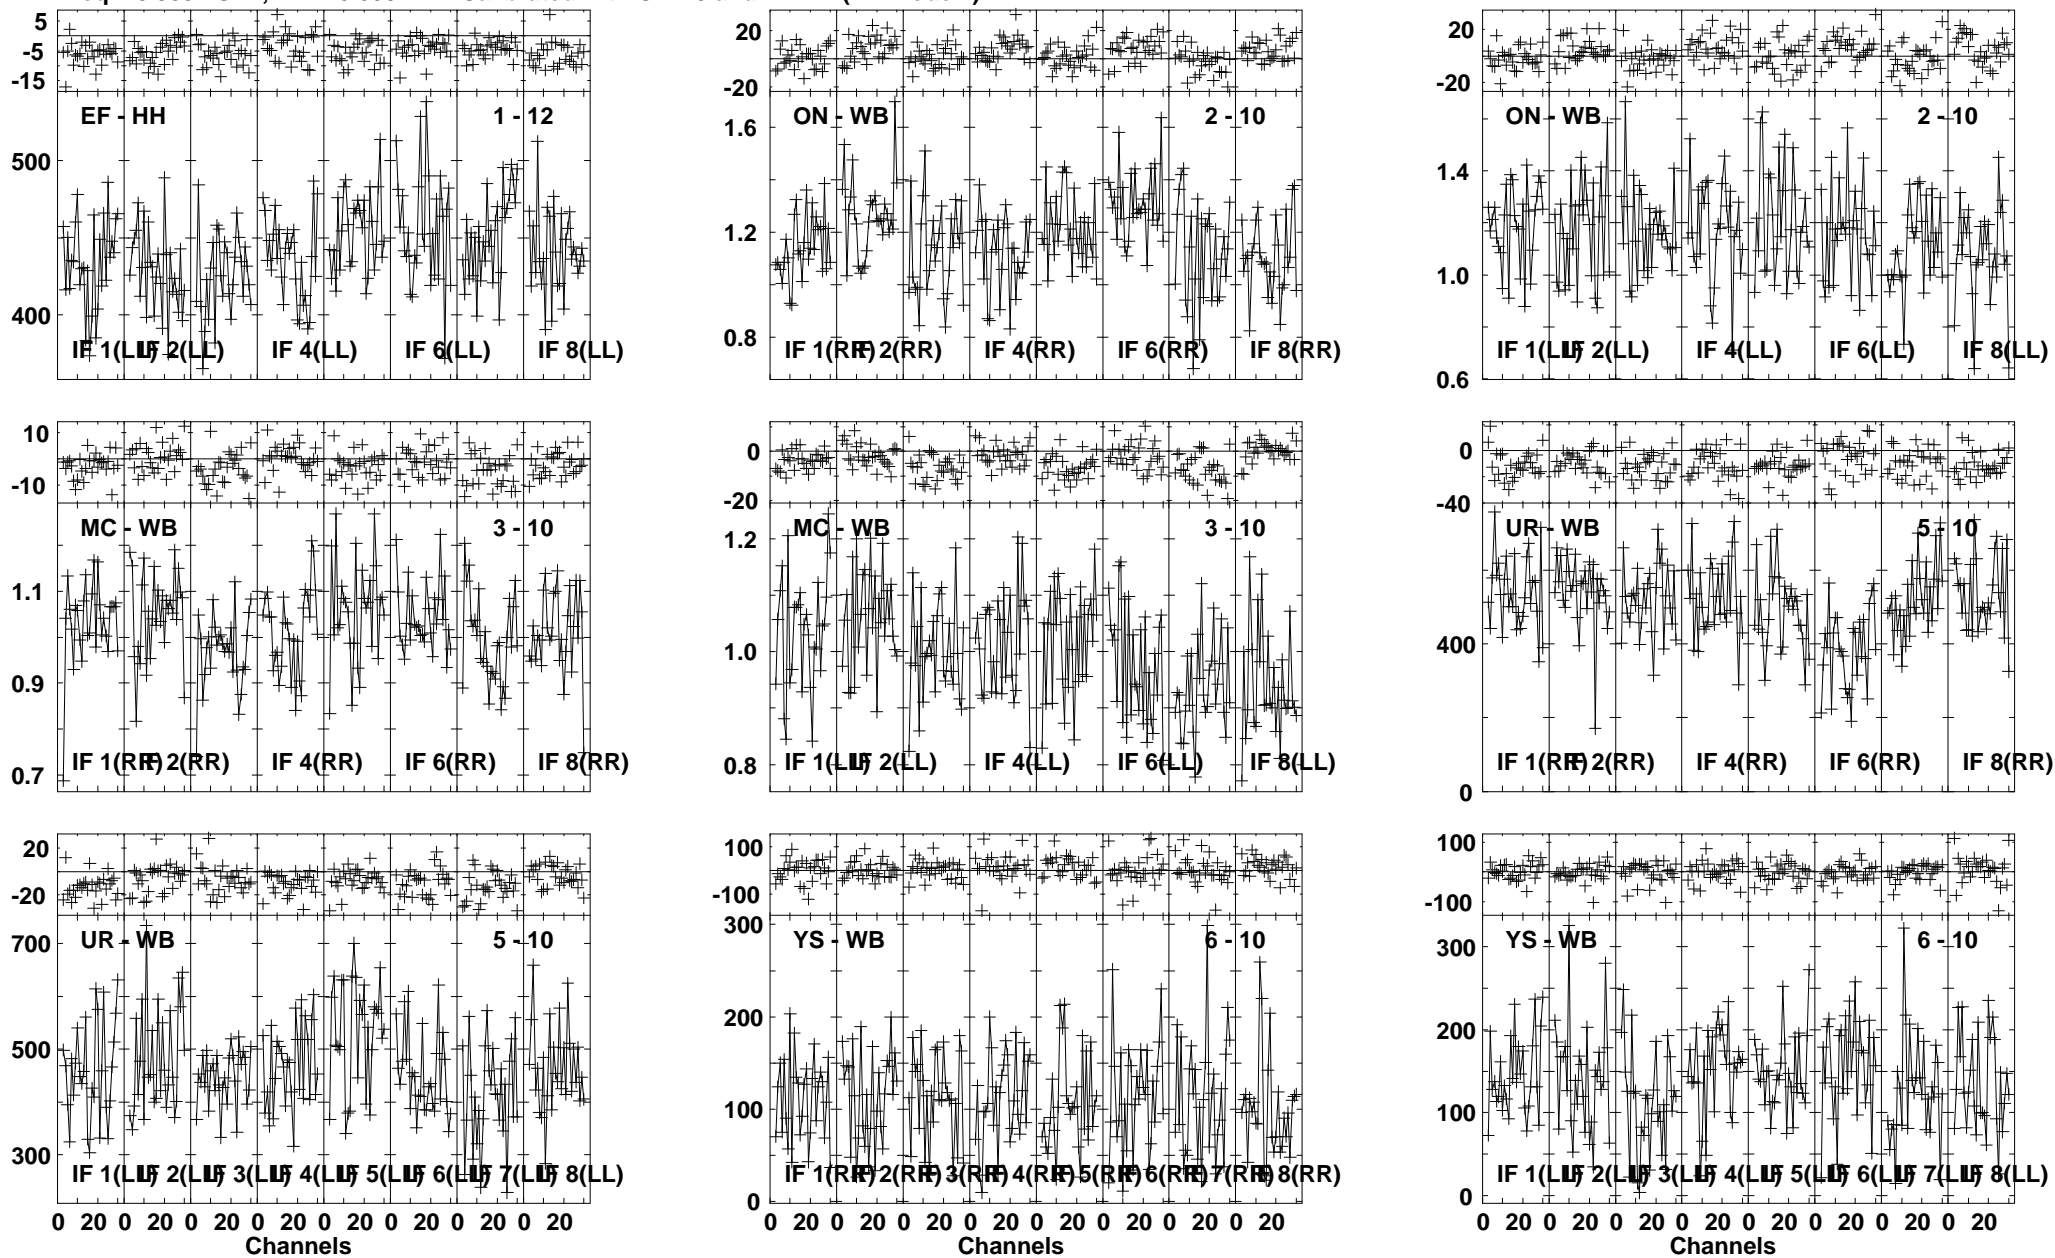 5
-5
-15
EF - HH 1 - 12
500
400
IF 1(LL) IF 2(LL) IF 4(LL) IF 6(LL) IF 8(LL)
20
-20
ON - WB 2 - 10
1.6
1.2
0.8
IF 1(RR) IF 2(RR) IF 4(RR) IF 6(RR) IF 8(RR)
20
-20
ON - WB 2 - 10
1.4
1.0
0.6
IF 1(LL) IF 2(LL) IF 4(LL) IF 6(LL) IF 8(LL)
10
-10
MC - WB 3 - 10
1.1
0.9
0.7
IF 1(RR) IF 2(RR) IF 4(RR) IF 6(RR) IF 8(RR)
0
-20
MC - WB 3 - 10
1.2
1.0
0.8
IF 1(LL) IF 2(LL) IF 4(LL) IF 6(LL) IF 8(LL)
0
-40
UR - WB 5 - 10
400
0
IF 1(RR) IF 2(RR) IF 4(RR) IF 6(RR) IF 8(RR)
20
-20
UR - WB 5 - 10
700
500
300
IF 1(LL) IF 2(LL) IF 3(LL) IF 4(LL) IF 5(LL) IF 6(LL) IF 7(LL) IF 8(LL)
0 20 0 20 0 20 0 20 0 20 0 20 0 20 0 20
Channels
100
-100
YS - WB 6 - 10
300
200
100
0
IF 1(RR) IF 2(RR) IF 3(RR) IF 4(RR) IF 5(RR) IF 6(RR) IF 7(RR) IF 8(RR)
0 20 0 20 0 20 0 20 0 20 0 20 0 20 0 20
Channels
100
-100
YS - WB 6 - 10
300
200
100
0
IF 1(LL) IF 2(LL) IF 3(LL) IF 4(LL) IF 5(LL) IF 6(LL) IF 7(LL) IF 8(LL)
0 20 0 20 0 20 0 20 0 20 0 20 0 20 0 20
Channels